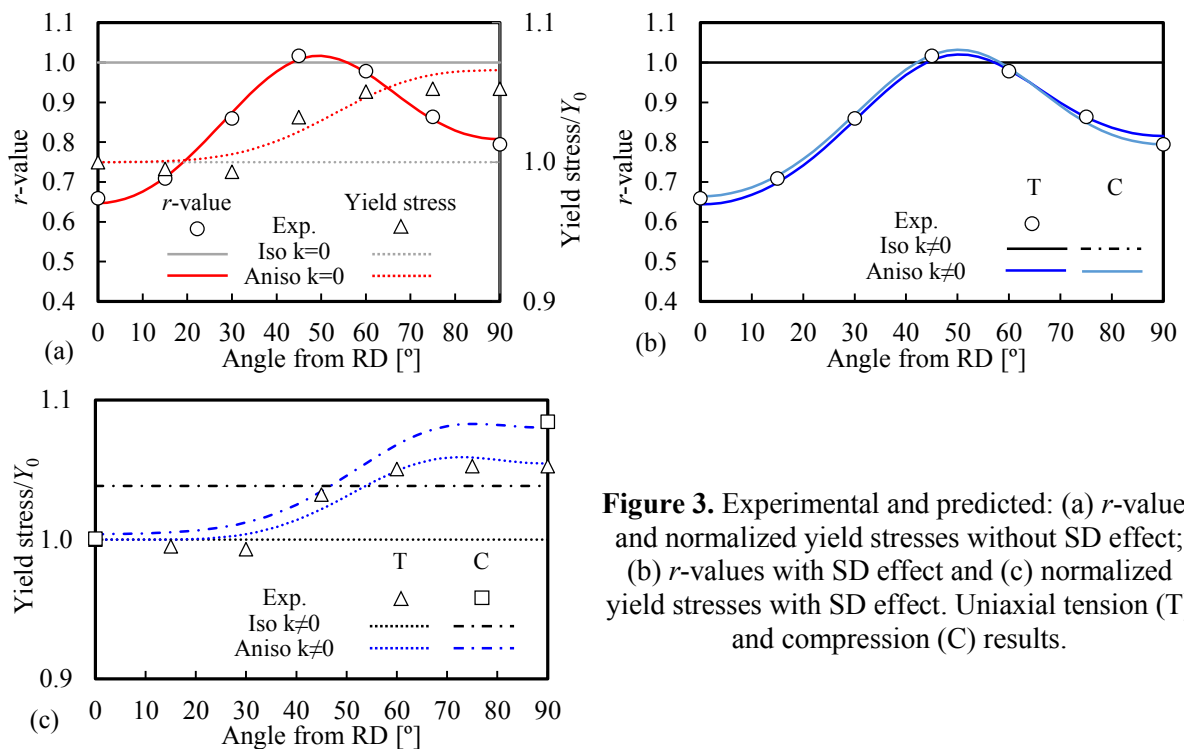 1.1
1.0
0.9
0.8
0.7
0.6
0.5
0.4
r-value
1.1
1.0
0.9
Yield stress/Y0
r-value Yield stress
Exp.
Iso k=0
Aniso k=0
0 10 20 30 40 50 60 70 80 90
(a) Angle from RD [º]
1.1
1.0
0.9
0.8
0.7
0.6
0.5
0.4
r-value
T C
Exp.
Iso k≠0
Aniso k≠0
0 10 20 30 40 50 60 70 80 90
(b) Angle from RD [º]
1.1
1.0
0.9
Yield stress/Y0
T C
Exp.
Iso k≠0
Aniso k≠0
0 10 20 30 40 50 60 70 80 90
(c) Angle from RD [º]
Figure 3. Experimental and predicted: (a) r-value
and normalized yield stresses without SD effect;
(b) r-values with SD effect and (c) normalized
yield stresses with SD effect. Uniaxial tension (T
and compression (C) results.